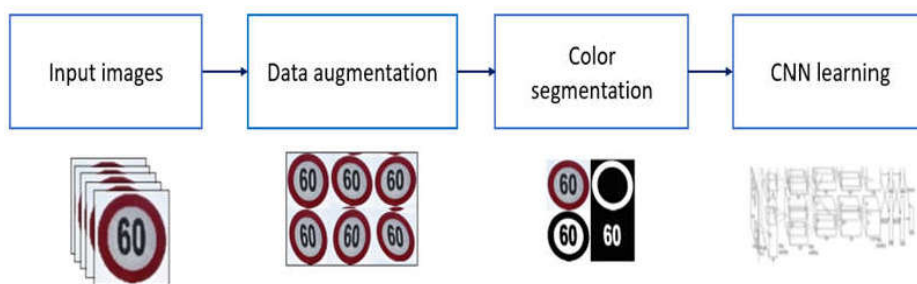 Input images
Data augmentation
Color
segmentation
CNN learning
60
60 60 60
60 60 60
60
60 60